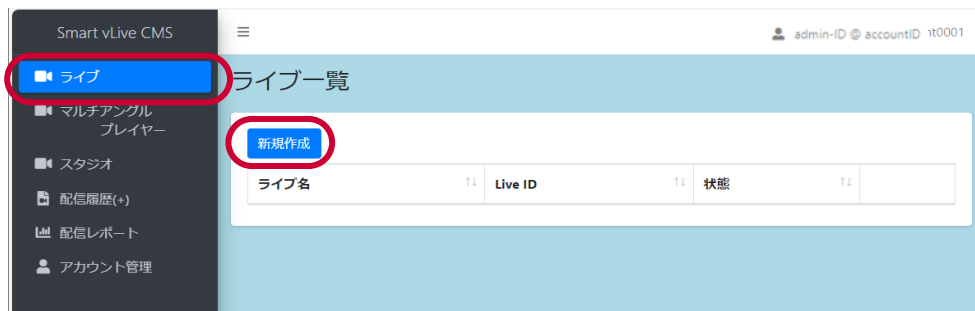 Smart vLive CMS
admin-ID @ accountID nt0001
ライブ
ライブ一覧
マルチアングル
プレイヤー
新規作成
スタジオ
ライブ名 Live ID 状態
配信履歴(+)
配信レポート
アカウント管理